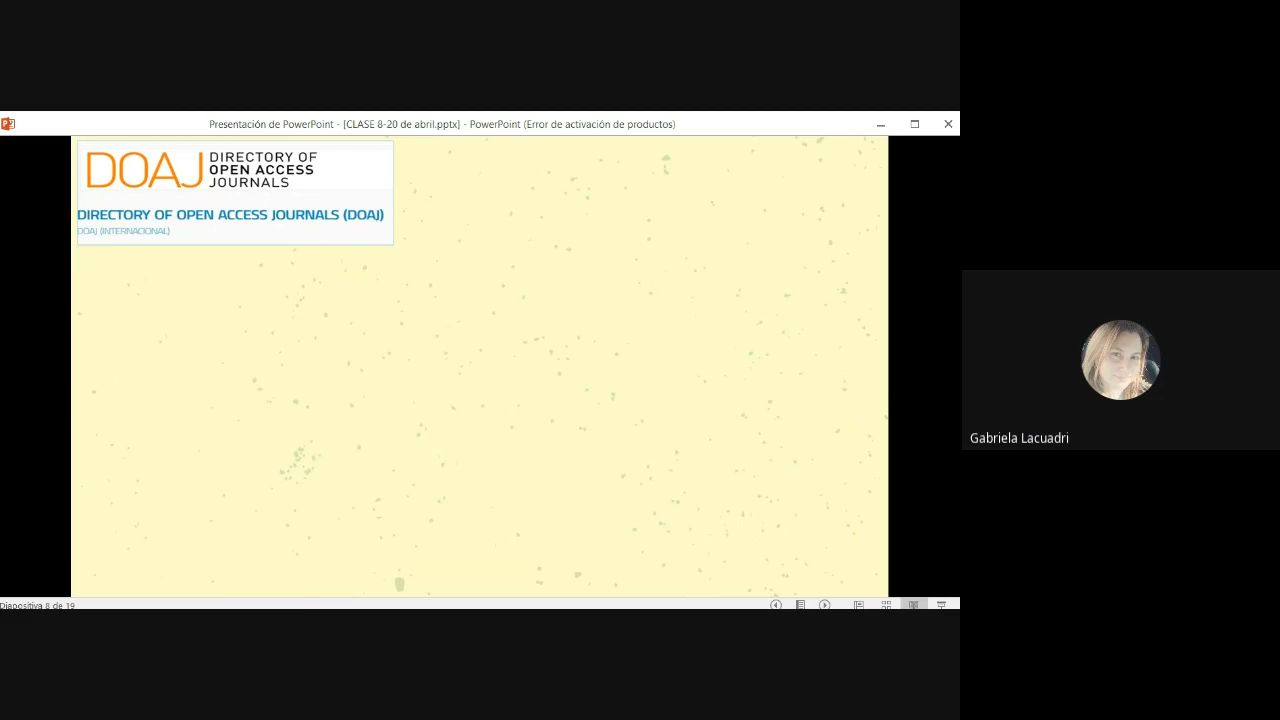 Presentación de PowerPoint - [CLASE 8-20 de abril.pptx] - PowerPoint (Error de activación de productos)
DOAJ DIRECTORY OF
OPEN ACCESS
JOURNALS
DIRECTORY OF OPEN ACCESS JOURNALS (DOAJ)
DOAJ (INTERNACIONAL)
Gabriela Lacuadri
Diapositiva 8 de 19